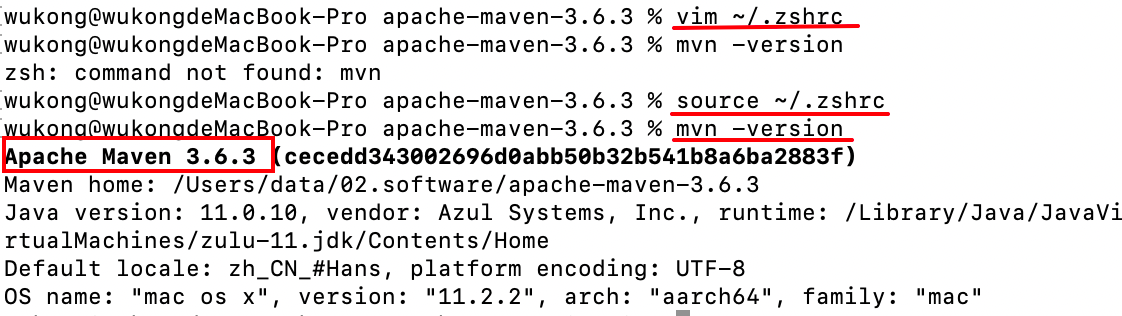 wukong@wukongdeMacBook-Pro apache-maven-3.6.3 % vim ~/.zshrc
wukong@wukongdeMacBook-Pro apache-maven-3.6.3 % mvn -version
zsh: command not found: mvn
wukong@wukongdeMacBook-Pro apache-maven-3.6.3 % source ~/.zshrc
wukong@wukongdeMacBook-Pro apache-maven-3.6.3 % mvn -version
Apache Maven 3.6.3 (cecedd343002696d0abb50b32b541b8a6ba2883f)
Maven home: /Users/data/02.software/apache-maven-3.6.3
Java version: 11.0.10, vendor: Azul Systems, Inc., runtime: /Library/Java/JavaVi
rtualMachines/zulu-11.jdk/Contents/Home
Default locale: zh_CN_#Hans, platform encoding: UTF-8
OS name: "mac os x", version: "11.2.2", arch: "aarch64", family: "mac"